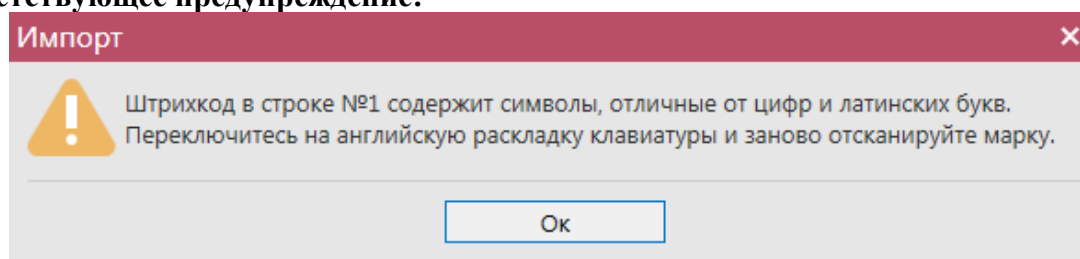 предупреждение:
Импорт
Штрихкод в строке №1 содержит символы, отличные от цифр и латинских букв.
Переключитесь на английскую раскладку клавиатуры и заново отсканируйте марку.
Ок